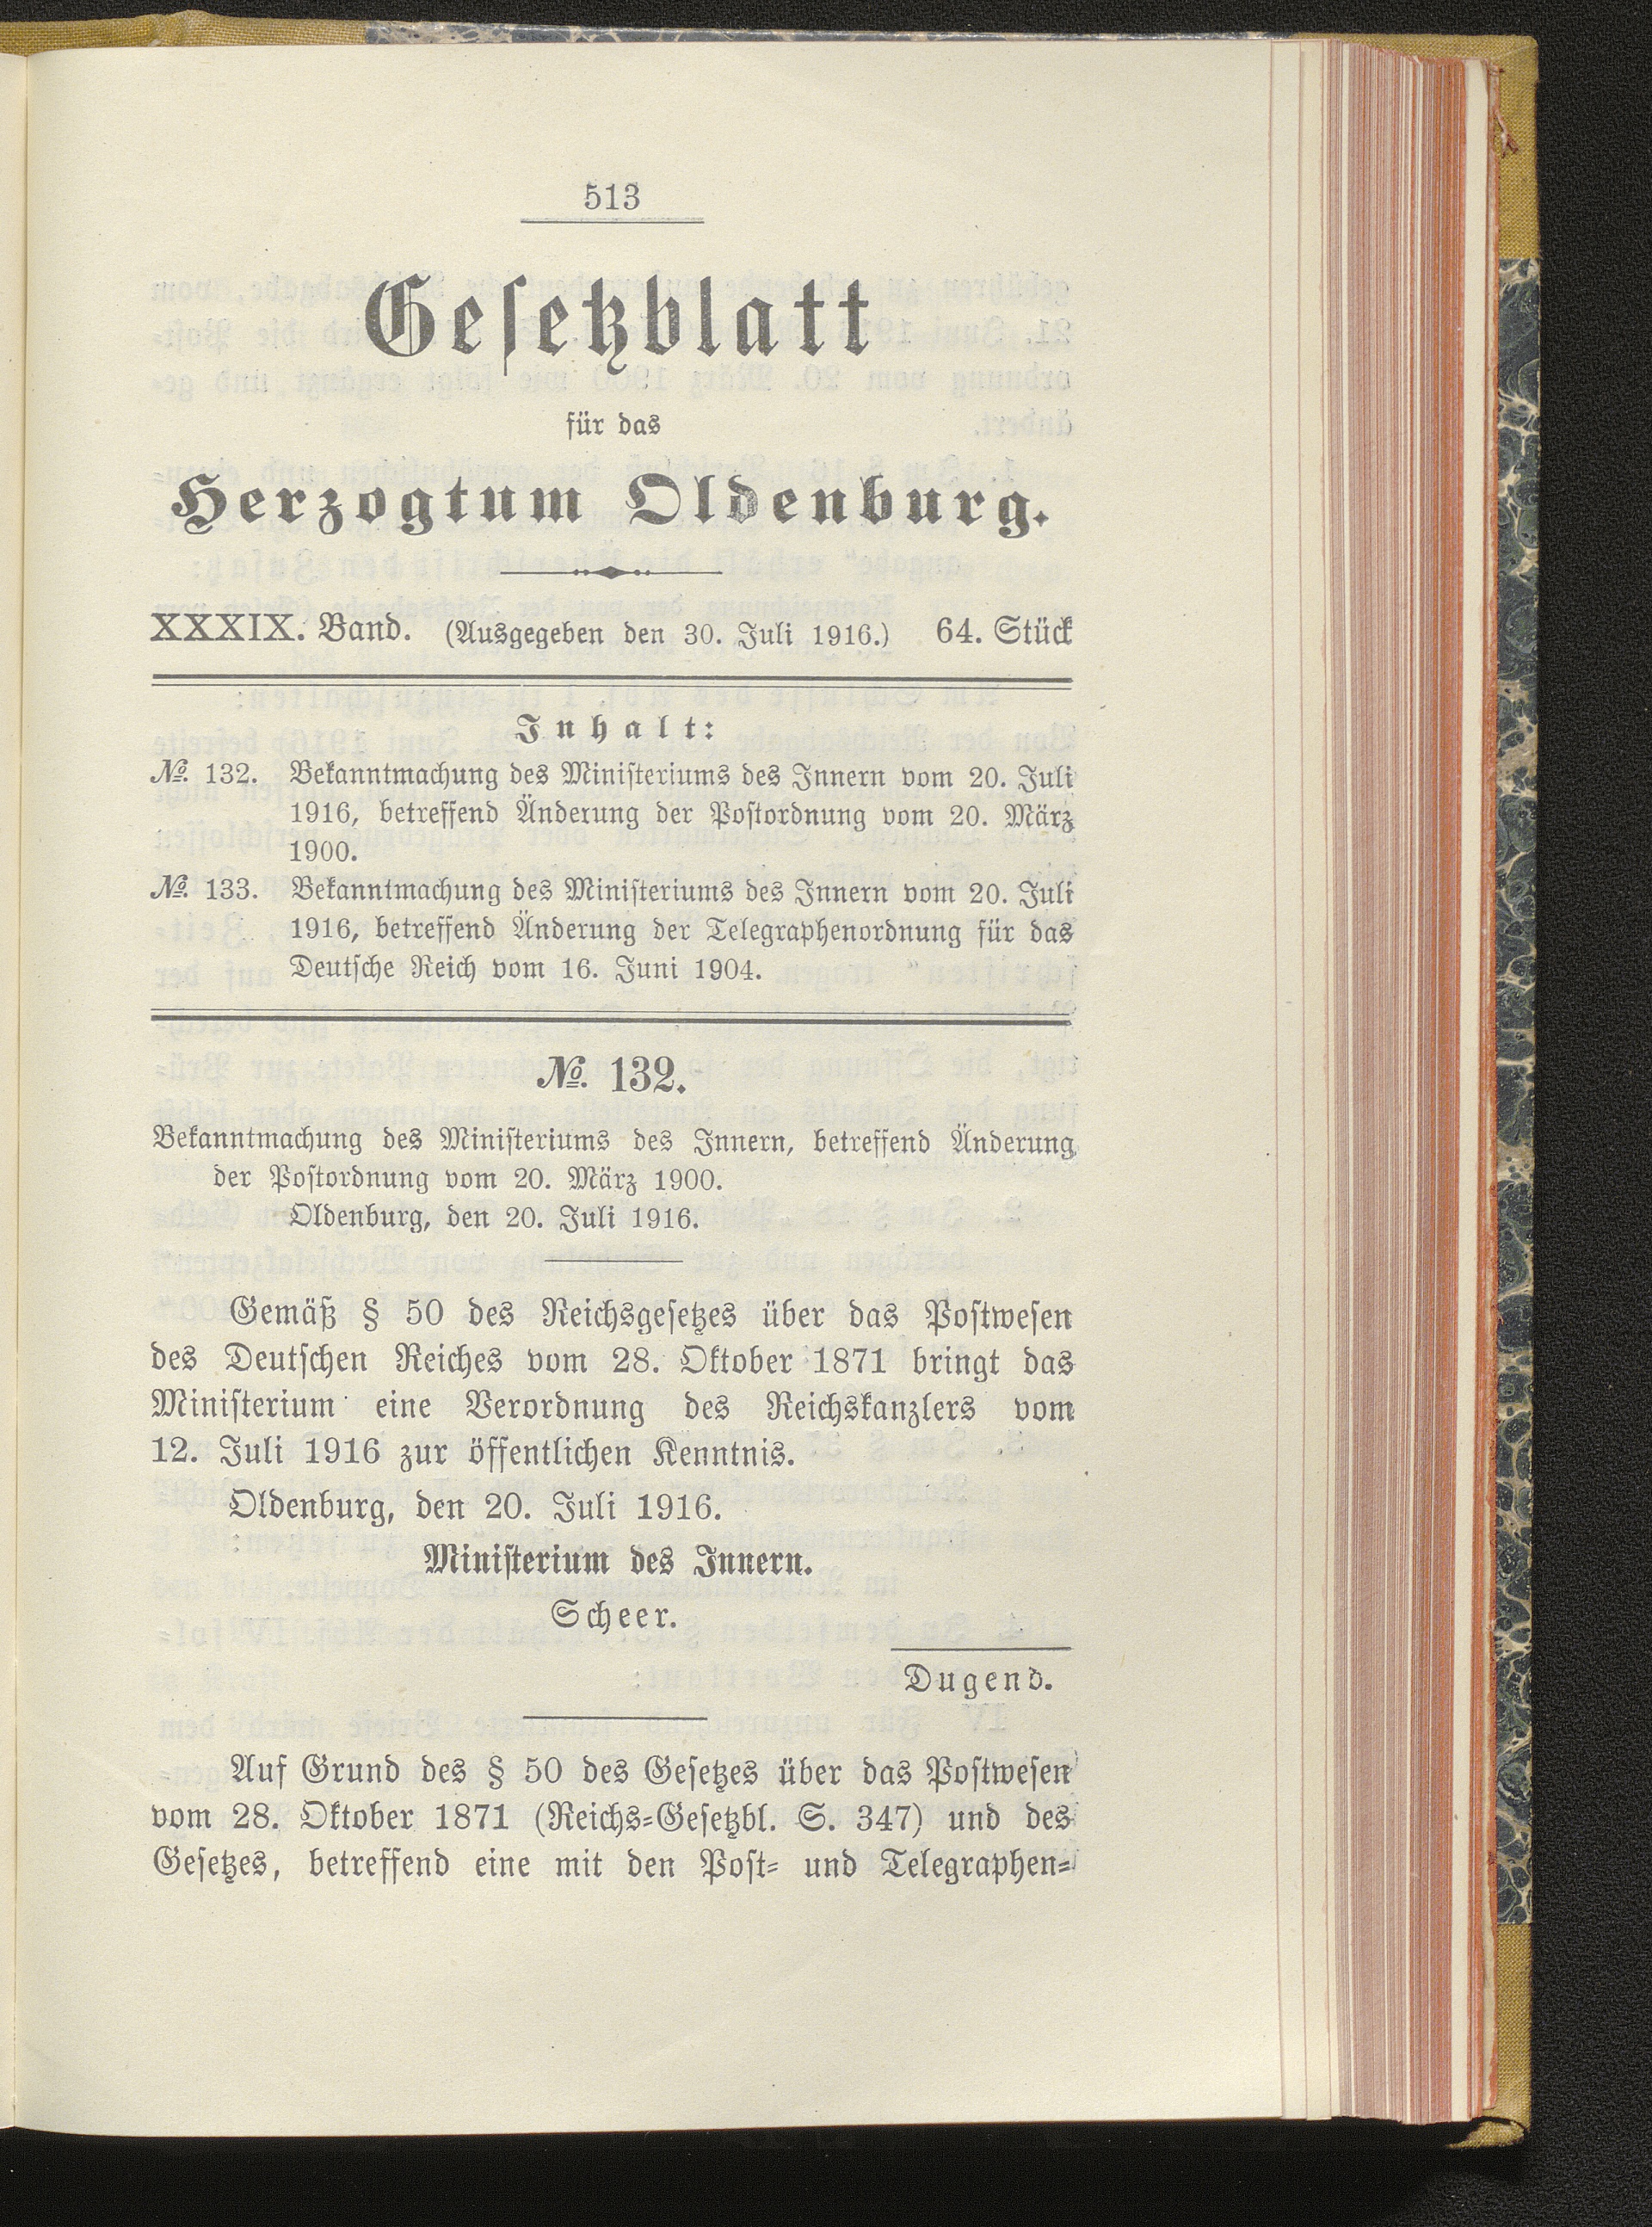 513
Gesetzblatt
für das
Herzogtum Oldenburg.
XXXIX. Band. (Ausgegeben den 30. Juli 1916.) 64. Stück
Inhalt:
№. 132. Bekanntmachung des Ministeriums des Innern vom 20. Juli
1916, betreffend Änderung der Postordnung vom 20. März
1900.
№. 133. Bekanntmachung des Ministeriums des Innern vom 20. Juli
1916, betreffend Änderung der Telegraphenordnung für das
Deutsche Reich vom 16. Juni 1904.
№. 132.
Bekanntmachung des Ministeriums des Innern, betreffend Änderung
der Postordnung vom 20. März 1900.
Oldenburg, den 20. Juli 1916.
Gemäß § 50 des Reichsgesetzes über das Postwesen
des Deutschen Reiches vom 28. Oktober 1871 bringt das
Ministerium eine Verordnung des Reichskanzlers vom
12. Juli 1916 zur öffentlichen Kenntnis.
Oldenburg, den 20. Juli 1916.
Ministerium des Innern.
Scheer.
Dugend.
Auf Grund des § 50 des Gesetzes über das Postwesen
vom 28. Oktober 1871 (Reichs-Gesetzbl. S. 347) und des
Gesetzes, betreffend eine mit den Post- und Telegraphen-